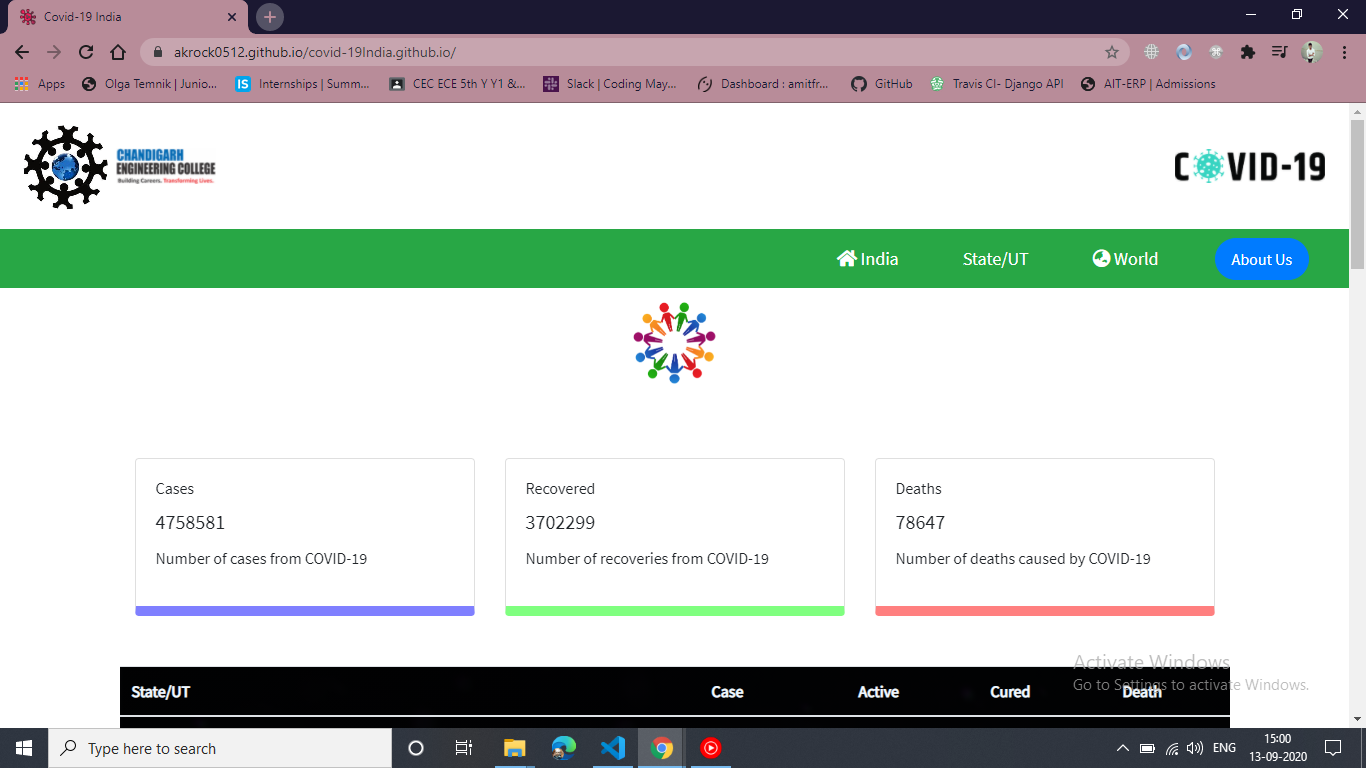 Covid-19 India
akrock0512.github.io/covid-19India.github.io/
Apps
Olga Temnik | Junio...
IS
Internships | Summ...
CEC ECE 5th Y Y1 &...
Slack | Coding May...
Dashboard : amitfr...
GitHub
Travis CI- Django API
AIT-ERP | Admissions
CHANDIGARH
ENGINEERING COLLEGE
Building Careers. Transforming Lives.
COVID-19
India
State/UT
World
About Us
Cases
4758581
Number of cases from COVID-19
Recovered
3702299
Number of recoveries from COVID-19
Deaths
78647
Number of deaths caused by COVID-19
State/UT Case Active Cured Death
Activate Windows
Go to Settings to activate Windows.
Type here to search
ENG
15:00
13-09-2020